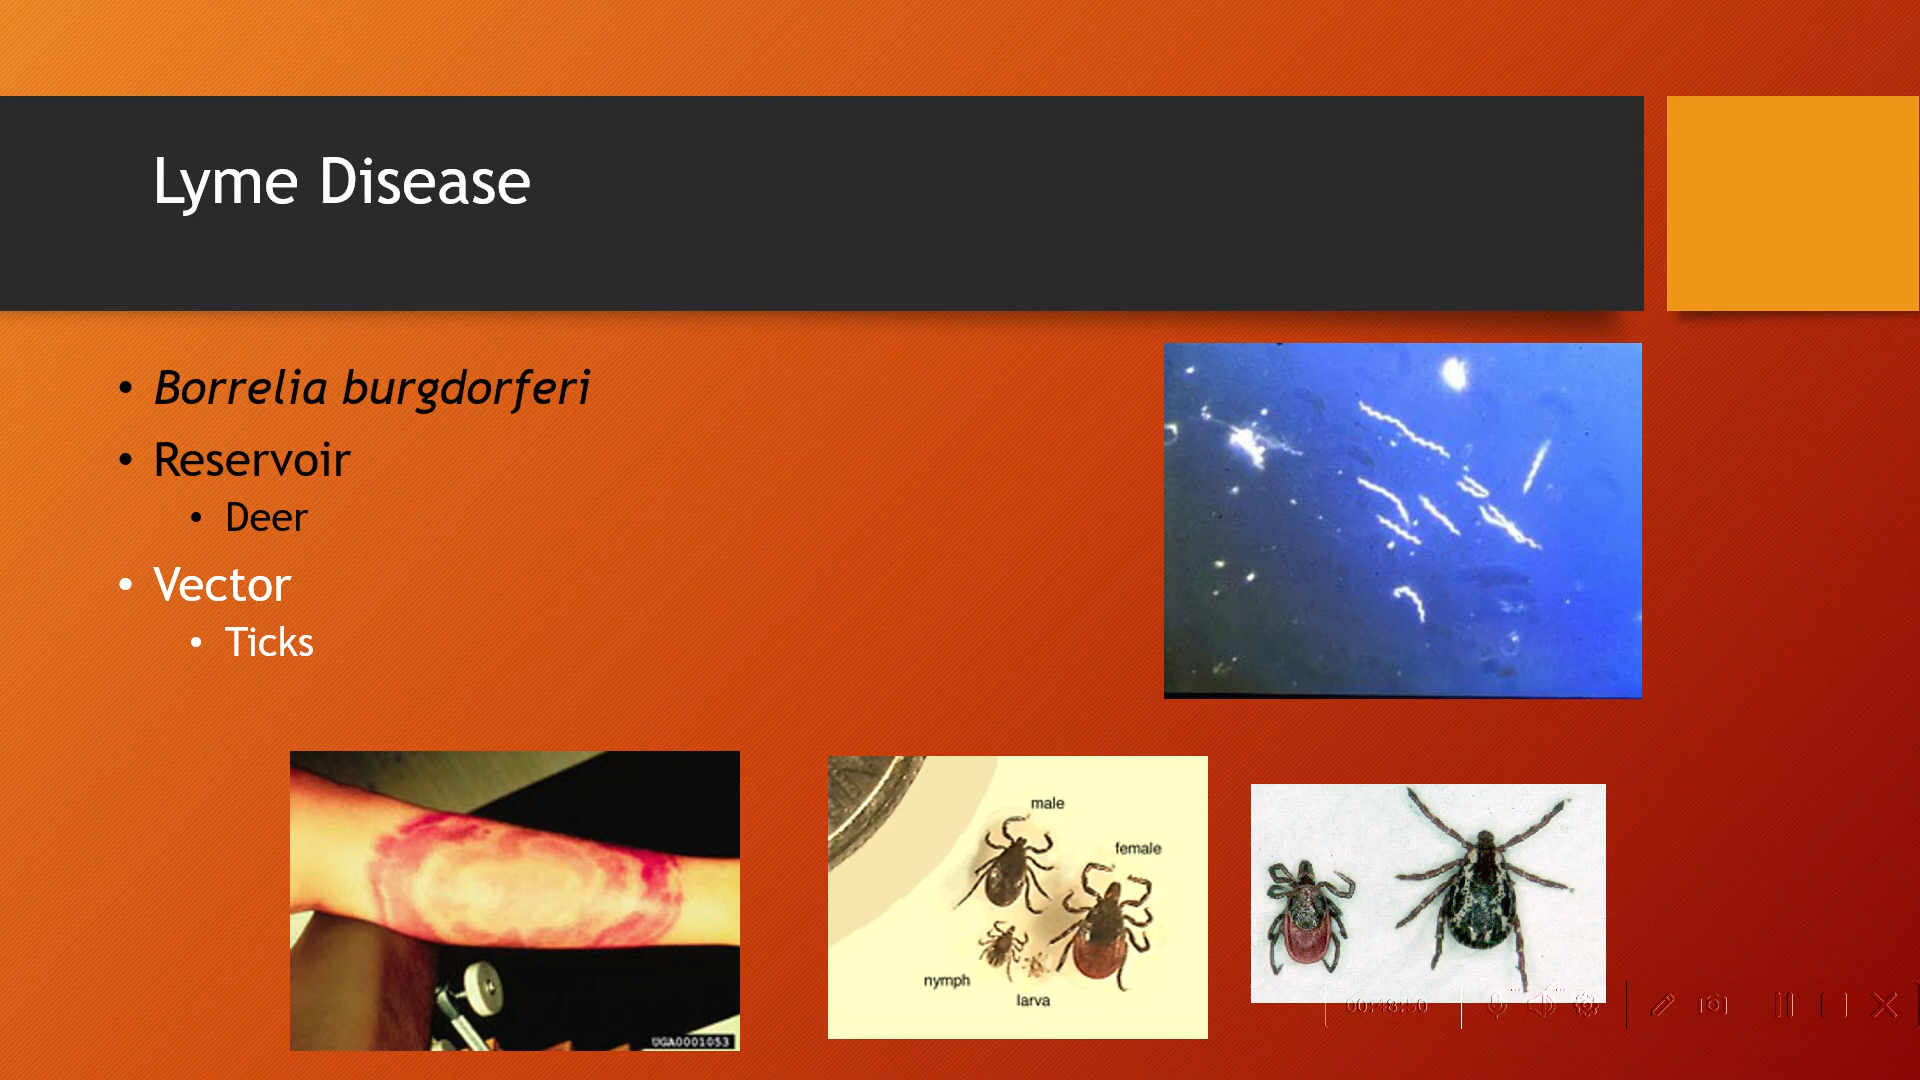 Lyme Disease
• Borrelia burgdorferi
• Reservoir
• Deer
• Vector
• Ticks
male
female
nymph
larva
UGA0001053